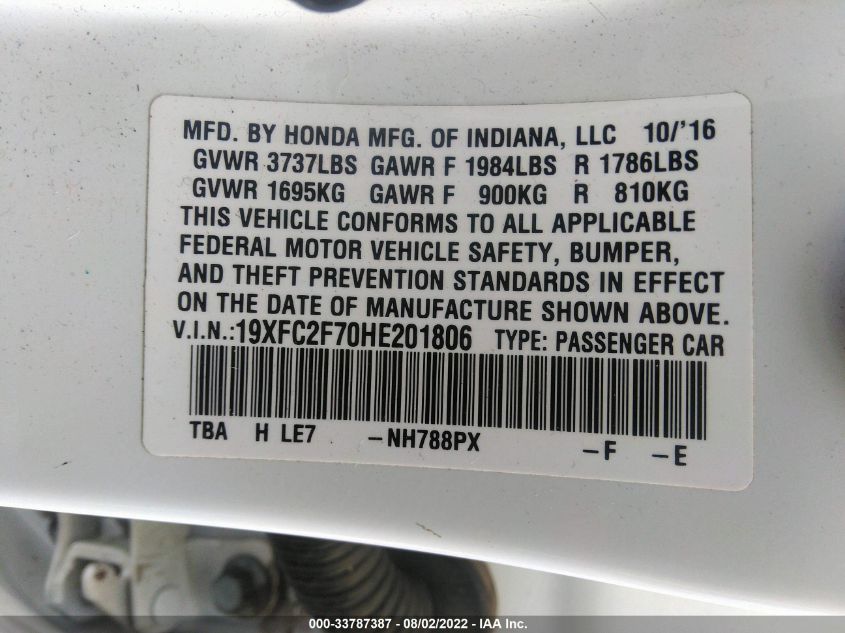 MFD. BY HONDA MFG. OF INDIANA, LLC 10/'16
GVWR 3737LBS GAWR F 1984LBS R 1786LBS
GVWR 1695KG GAWR F 900KG R 810KG
THIS VEHICLE CONFORMS TO ALL APPLICABLE
FEDERAL MOTOR VEHICLE SAFETY, BUMPER,
AND THEFT PREVENTION STANDARDS IN EFFECT
ON THE DATE OF MANUFACTURE SHOWN ABOVE.
V.I.N.:19XFC2F70HE201806 TYPE: PASSENGER CAR
TBA H LE7 -NH788PX -F -E
000-33787387 - 08/02/2022 - IAA Inc.